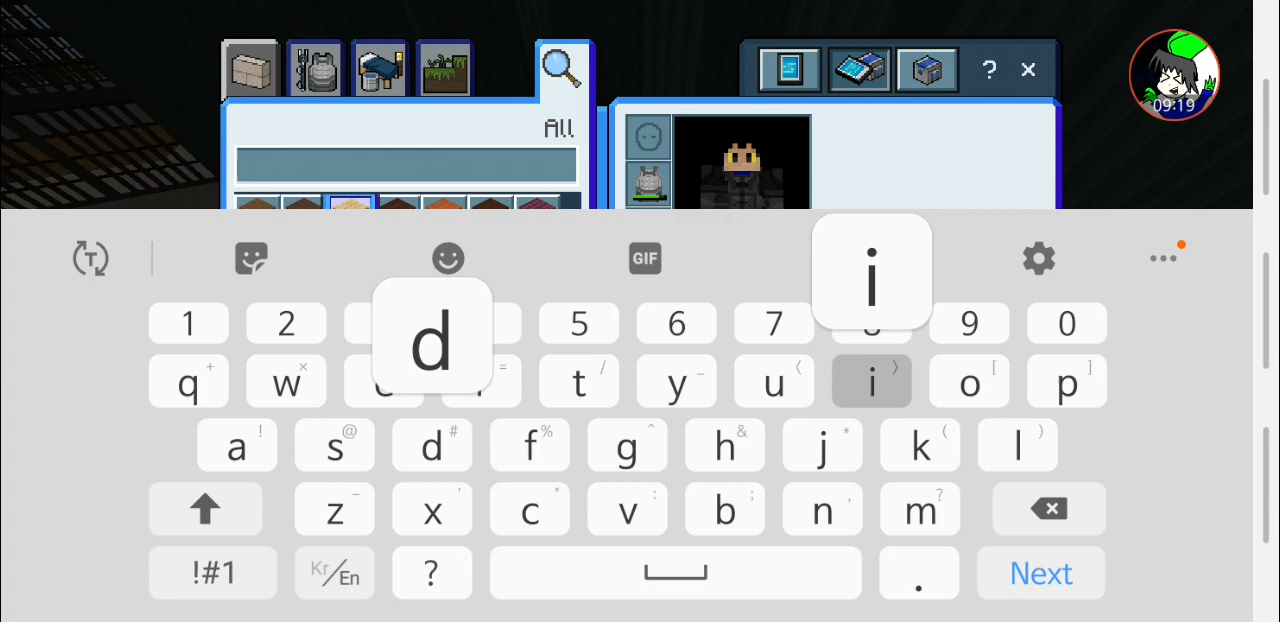 ? ×
09:19
All
T GIF i ...
1 2 5 6 7 9 0
d
q + w × = t / y - u ( i ) o [ p ]
a ! s @ d # f % g ^ h & j * k ( l )
z - x ' c " v : b ; n , m ?
!#1 Kr/En ? . Next